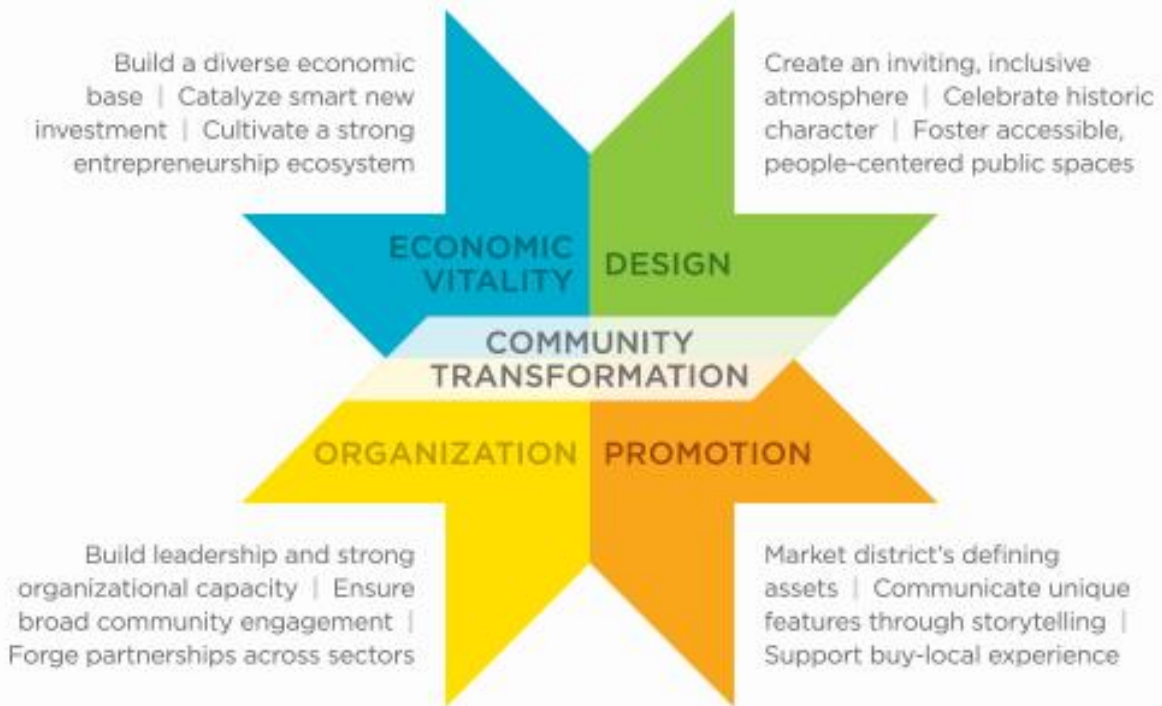 Build a diverse economic
base | Catalyze smart new
investment | Cultivate a strong
entrepreneurship ecosystem
Create an inviting, inclusive
atmosphere | Celebrate historic
character | Foster accessible,
people-centered public spaces
ECONOMIC
VITALITY
DESIGN
COMMUNITY
TRANSFORMATION
ORGANIZATION
PROMOTION
Build leadership and strong
organizational capacity | Ensure
broad community engagement |
Forge partnerships across sectors
Market district's defining
assets | Communicate unique
features through storytelling |
Support buy-local experience